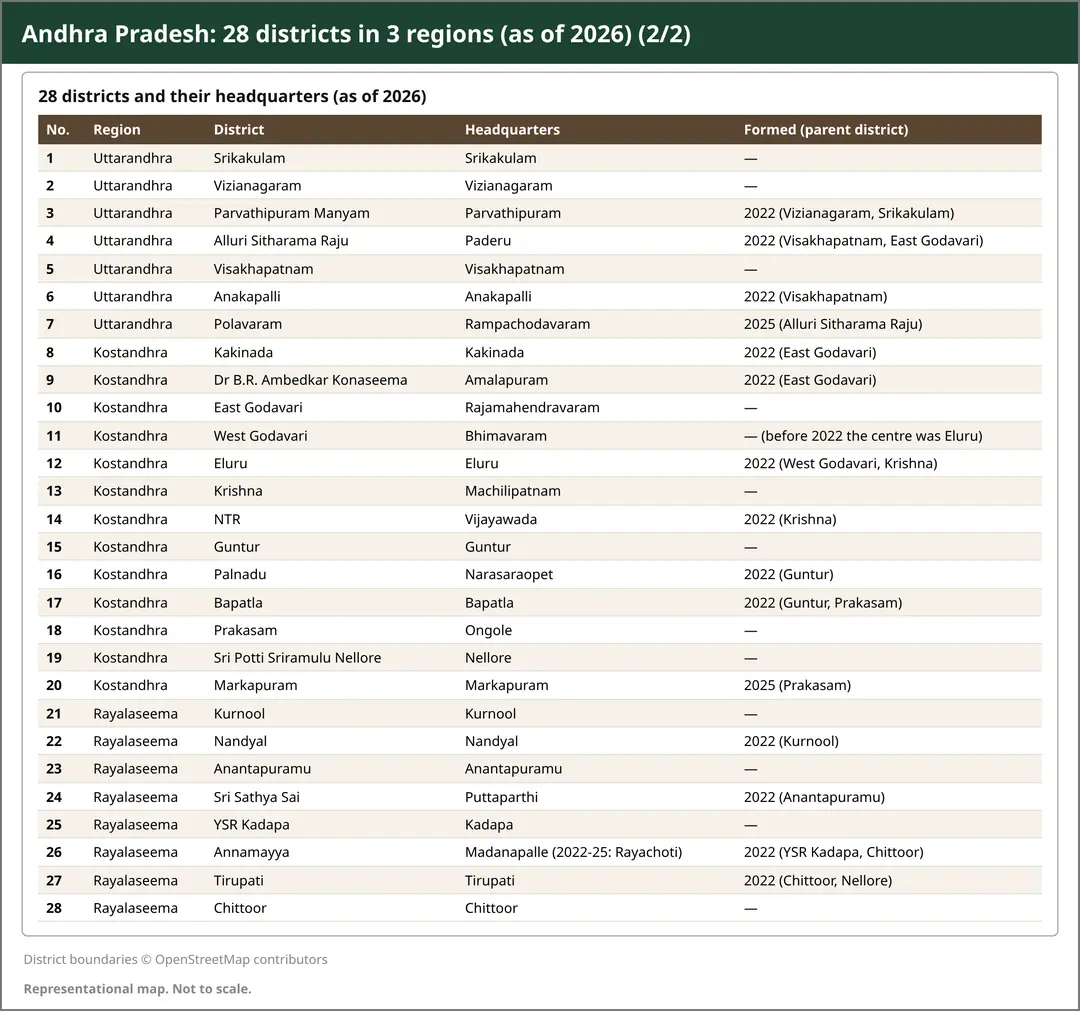 Andhra Pradesh: 28 districts in 3 regions (as of 2026) (2/2)
28 districts and their headquarters (as of 2026)
No. Region District Headquarters Formed (parent district)
1 Uttarandhra Srikakulam Srikakulam —
2 Uttarandhra Vizianagaram Vizianagaram —
3 Uttarandhra Parvathipuram Manyam Parvathipuram 2022 (Vizianagaram, Srikakulam)
4 Uttarandhra Alluri Sitharama Raju Paderu 2022 (Visakhapatnam, East Godavari)
5 Uttarandhra Visakhapatnam Visakhapatnam —
6 Uttarandhra Anakapalli Anakapalli 2022 (Visakhapatnam)
7 Uttarandhra Polavaram Rampachodavaram 2025 (Alluri Sitharama Raju)
8 Kostandhra Kakinada Kakinada 2022 (East Godavari)
9 Kostandhra Dr B.R. Ambedkar Konaseema Amalapuram 2022 (East Godavari)
10 Kostandhra East Godavari Rajamahendravaram —
11 Kostandhra West Godavari Bhimavaram — (before 2022 the centre was Eluru)
12 Kostandhra Eluru Eluru 2022 (West Godavari, Krishna)
13 Kostandhra Krishna Machilipatnam —
14 Kostandhra NTR Vijayawada 2022 (Krishna)
15 Kostandhra Guntur Guntur —
16 Kostandhra Palnadu Narasaraopet 2022 (Guntur)
17 Kostandhra Bapatla Bapatla 2022 (Guntur, Prakasam)
18 Kostandhra Prakasam Ongole —
19 Kostandhra Sri Potti Sriramulu Nellore Nellore —
20 Kostandhra Markapuram Markapuram 2025 (Prakasam)
21 Rayalaseema Kurnool Kurnool —
22 Rayalaseema Nandyal Nandyal 2022 (Kurnool)
23 Rayalaseema Anantapuramu Anantapuramu —
24 Rayalaseema Sri Sathya Sai Puttaparthi 2022 (Anantapuramu)
25 Rayalaseema YSR Kadapa Kadapa —
26 Rayalaseema Annamayya Madanapalle (2022-25: Rayachoti) 2022 (YSR Kadapa, Chittoor)
27 Rayalaseema Tirupati Tirupati 2022 (Chittoor, Nellore)
28 Rayalaseema Chittoor Chittoor —
District boundaries © OpenStreetMap contributors
Representational map. Not to scale.